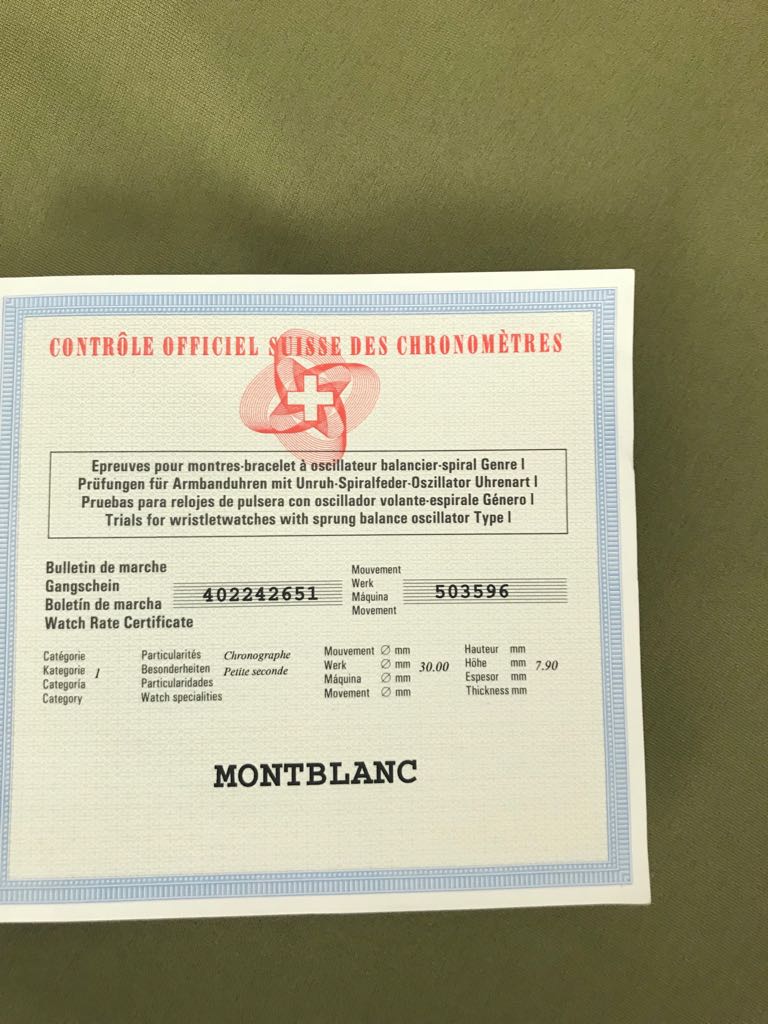 CONTRÔLE OFFICIEL SUISSE DES CHRONOMÈTRES
Epreuves pour montres-bracelet à oscillateur balancier-spiral Genre I
Prüfungen für Armbanduhren mit Unruh-Spiralfeder-Oszillator Uhrenart I
Pruebas para relojes de pulsera con oscillador volante-espirale Género I
Trials for wristletwatches with sprung balance oscillator Type I
Bulletin de marche
Gangschein
Boletín de marcha
Watch Rate Certificate
402242651
Mouvement
Werk
Máquina
Movement
503596
Catégorie
Kategorie 1
Categoría
Category
Particularités Chronographe
Besonderheiten Petite seconde
Particularidades
Watch specialities
Mouvement ∅ mm
Werk ∅ mm 30.00
Máquina ∅ mm
Movement ∅ mm
Hauteur mm
Höhe mm 7.90
Espesor mm
Thickness mm
MONTBLANC